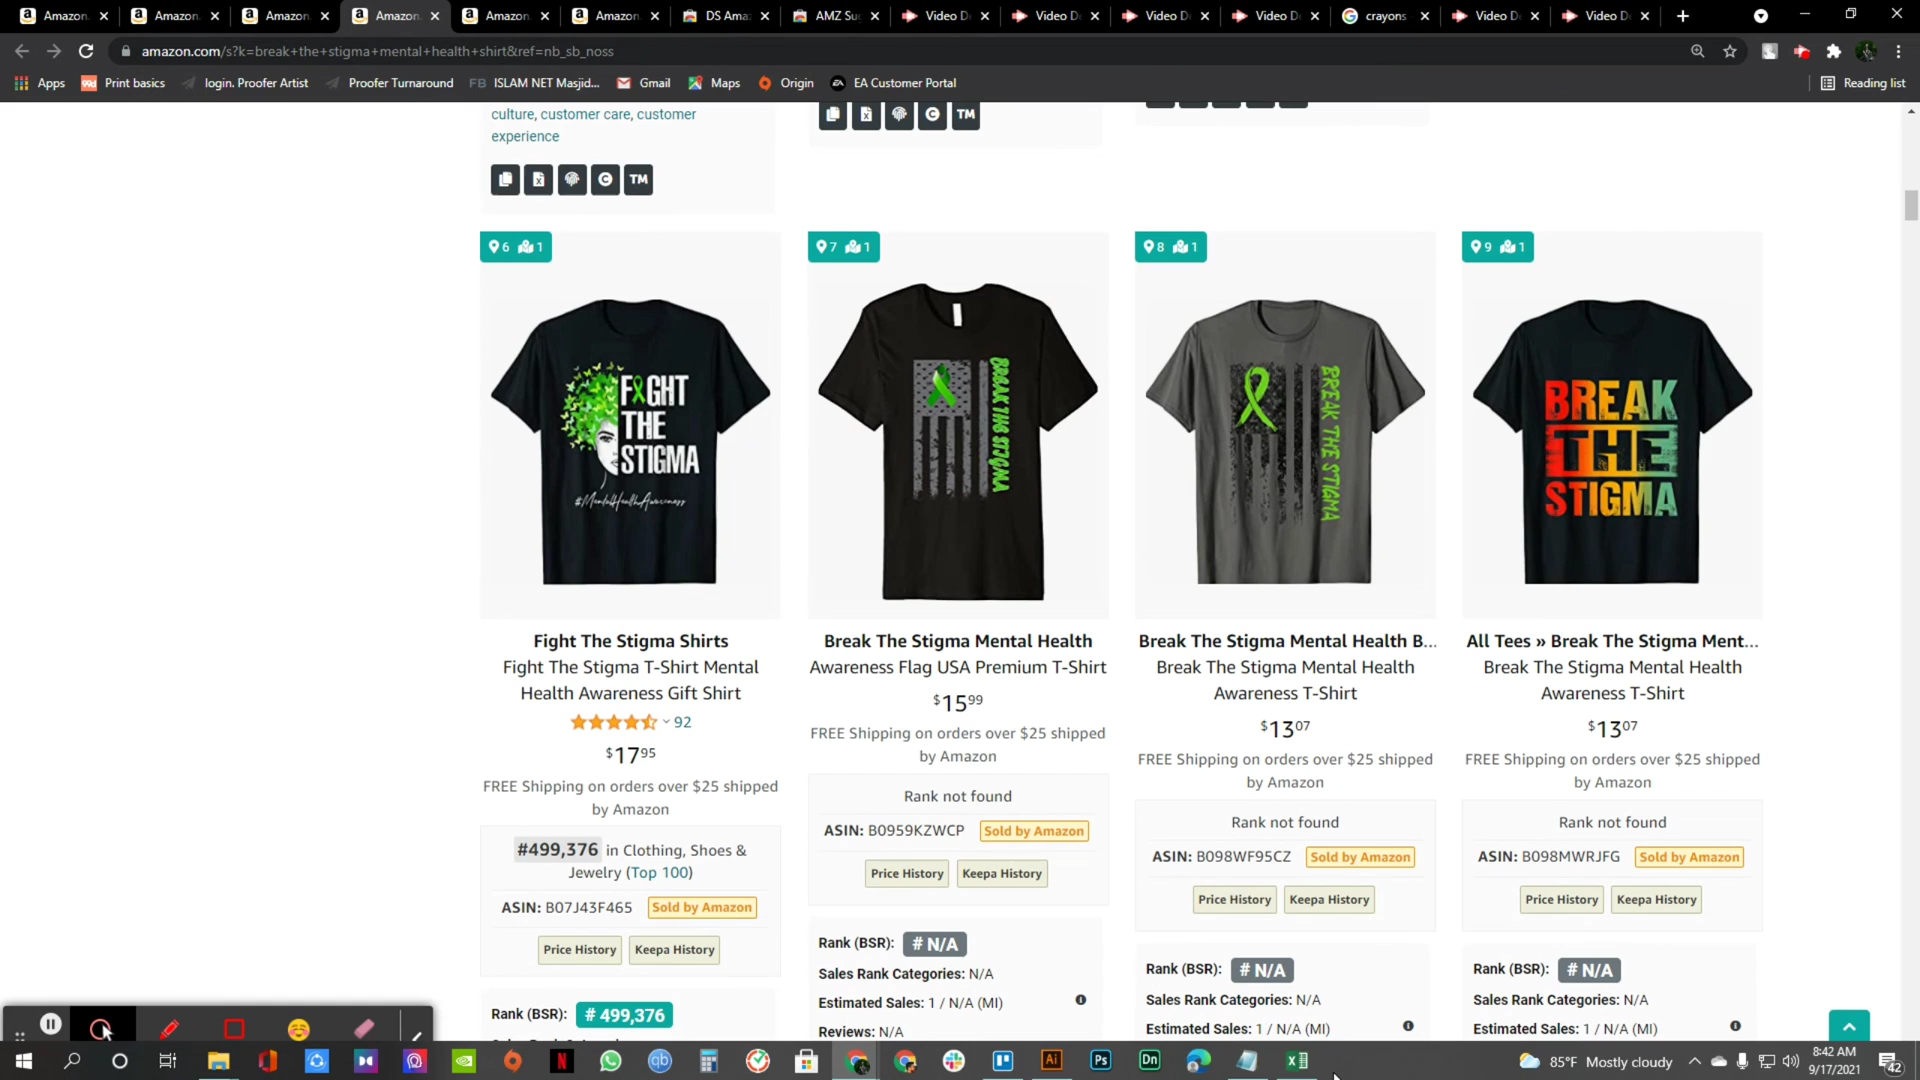 Amazon.
Amazon.
Amazon.
Amazon.
Amazon.
Amazon.
DS Ama
AMZ Su
Video D
Video D
Video D
Video D
crayons
Video D
Video D
amazon.com/s?k=break+the+stigma+mental+health+shirt&ref=nb_sb_noss
Apps
Print basics
login. Proofer Artist
Proofer Turnaround
FB ISLAM NET Masjid...
Gmail
Maps
Origin
EA Customer Portal
Reading list
culture, customer care, customer
experience
TM
TM
6 1
7 1
8 1
9 1
FIGHT
THE
STIGMA
#MentalHealthAwareness
BREAK THE STIGMA
BREAK THE STIGMA
BREAK
THE
STIGMA
Fight The Stigma Shirts
Fight The Stigma T-Shirt Mental
Health Awareness Gift Shirt
92
$17.95
FREE Shipping on orders over $25 shipped
by Amazon
#499,376 in Clothing, Shoes &
Jewelry (Top 100)
ASIN: B07J43F465 Sold by Amazon
Price History Keepa History
Rank (BSR): # 499,376
Break The Stigma Mental Health
Awareness Flag USA Premium T-Shirt
$15.99
FREE Shipping on orders over $25 shipped
by Amazon
Rank not found
ASIN: B0959KZWCP Sold by Amazon
Price History Keepa History
Rank (BSR): # N/A
Sales Rank Categories: N/A
Estimated Sales: 1 / N/A (MI)
Reviews: N/A
Break The Stigma Mental Health B...
Break The Stigma Mental Health
Awareness T-Shirt
$13.07
FREE Shipping on orders over $25 shipped
by Amazon
Rank not found
ASIN: B098WF95CZ Sold by Amazon
Price History Keepa History
Rank (BSR): # N/A
Sales Rank Categories: N/A
Estimated Sales: 1 / N/A (MI)
All Tees » Break The Stigma Ment...
Break The Stigma Mental Health
Awareness T-Shirt
$13.07
FREE Shipping on orders over $25 shipped
by Amazon
Rank not found
ASIN: B098MWRJFG Sold by Amazon
Price History Keepa History
Rank (BSR): # N/A
Sales Rank Categories: N/A
Estimated Sales: 1 / N/A (MI)
85°F Mostly cloudy
8:42 AM
9/17/2021
42